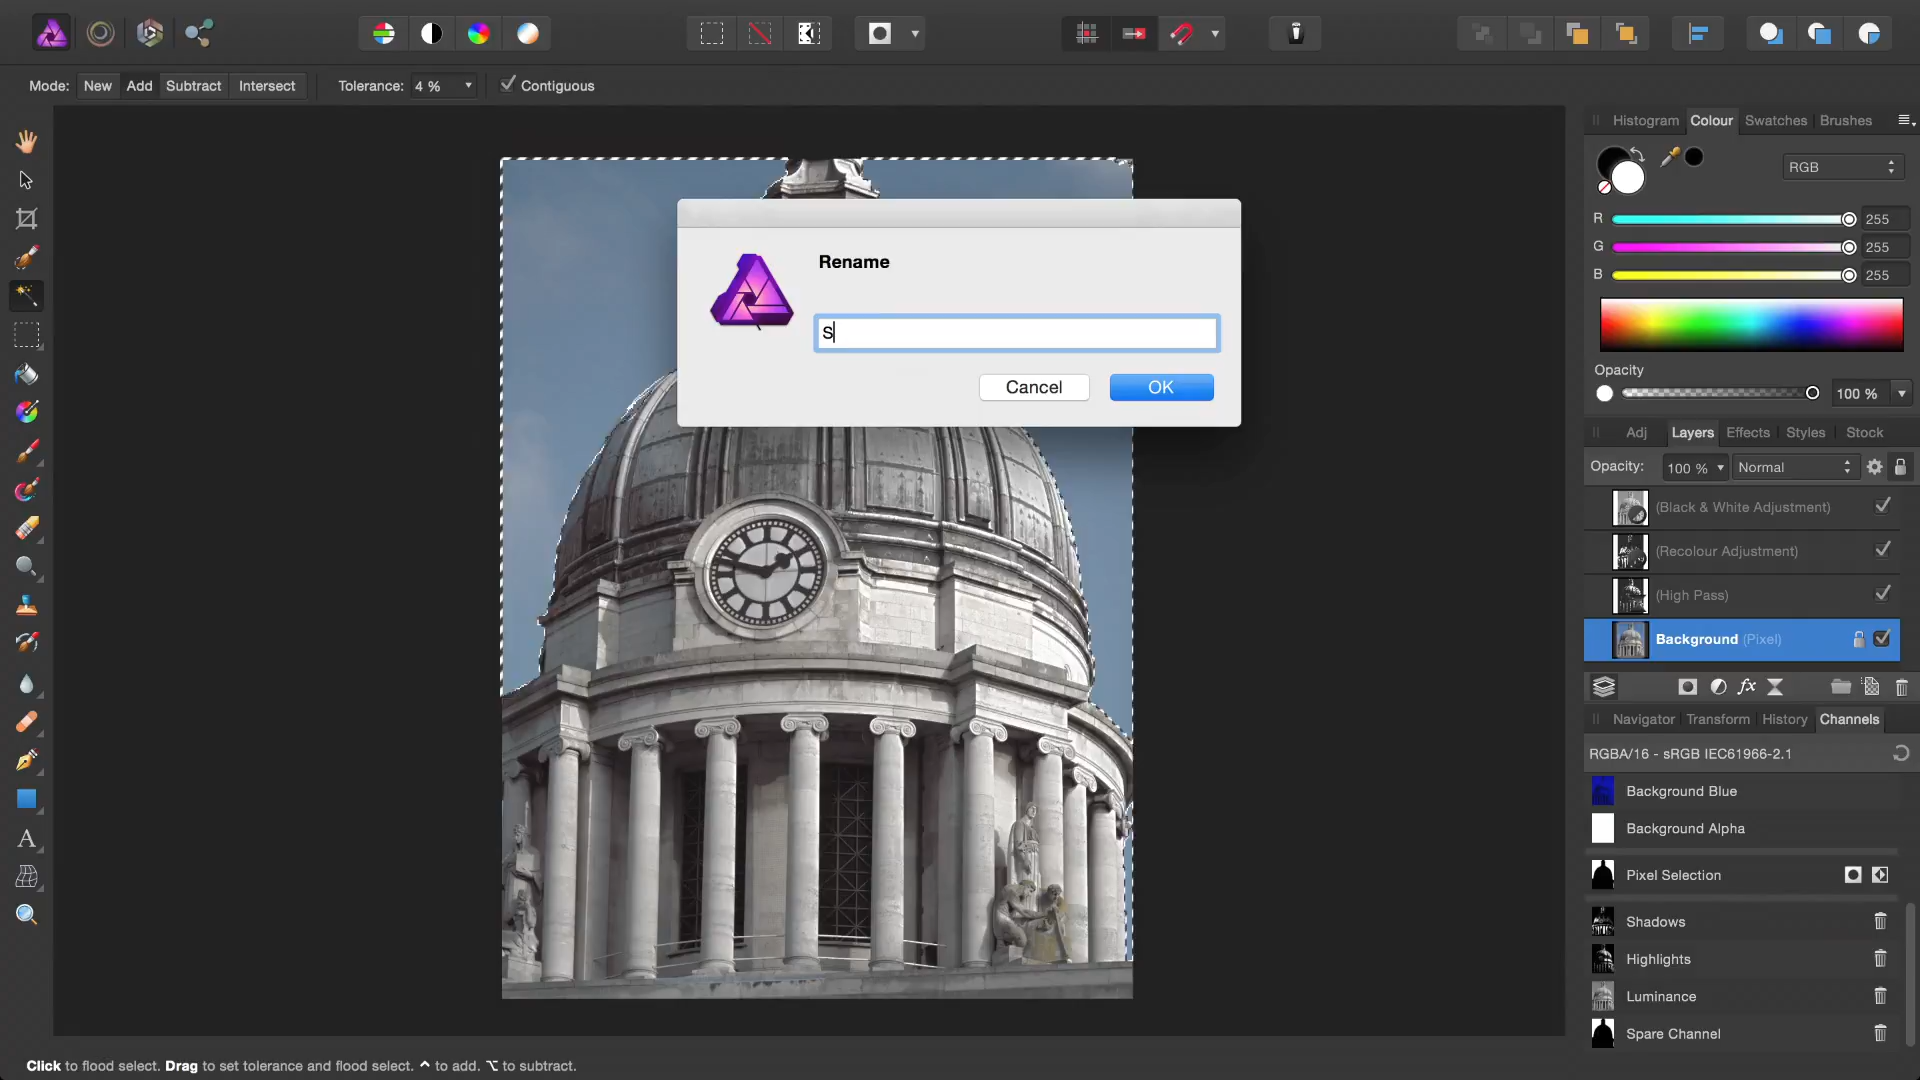 Mode: New Add Subtract Intersect Tolerance: 4 % Contiguous
Histogram Colour Swatches Brushes
RGB
R 255
G 255
B 255
Opacity
100 %
Adj Layers Effects Styles Stock
Opacity: 100 % Normal
(Black & White Adjustment)
(Recolour Adjustment)
(High Pass)
Background (Pixel)
fx
Navigator Transform History Channels
RGBA/16 - sRGB IEC61966-2.1
Background Blue
Background Alpha
Pixel Selection
Shadows
Highlights
Luminance
Spare Channel
Rename
S
Cancel OK
A
Click to flood select. Drag to set tolerance and flood select. ⌃ to add. ⌥ to subtract.